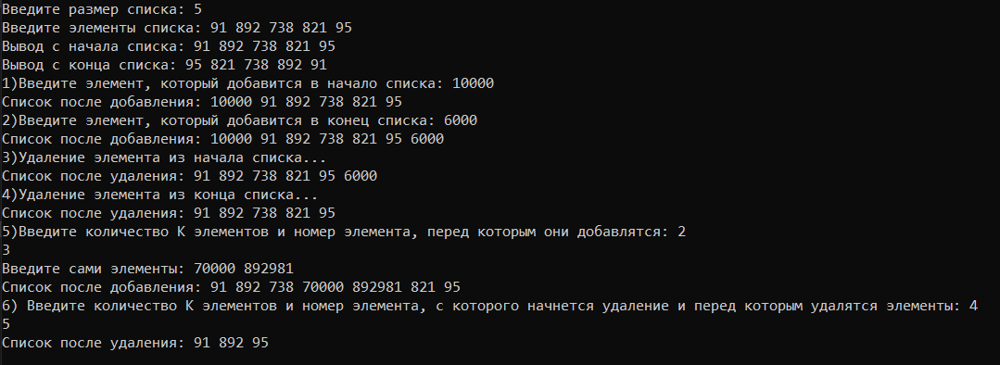 Введите размер списка: 5
Введите элементы списка: 91 892 738 821 95
Вывод с начала списка: 91 892 738 821 95
Вывод с конца списка: 95 821 738 892 91
1)Введите элемент, который добавится в начало списка: 10000
Список после добавления: 10000 91 892 738 821 95
2)Введите элемент, который добавится в конец списка: 6000
Список после добавления: 10000 91 892 738 821 95 6000
3)Удаление элемента из начала списка...
Список после удаления: 91 892 738 821 95 6000
4)Удаление элемента из конца списка...
Список после удаления: 91 892 738 821 95
5)Введите количество К элементов и номер элемента, перед которым они добавлятся: 2
3
Введите сами элементы: 70000 892981
Список после добавления: 91 892 738 70000 892981 821 95
6) Введите количество К элементов и номер элемента, с которого начнется удаление и перед которым удалятся элементы: 4
5
Список после удаления: 91 892 95